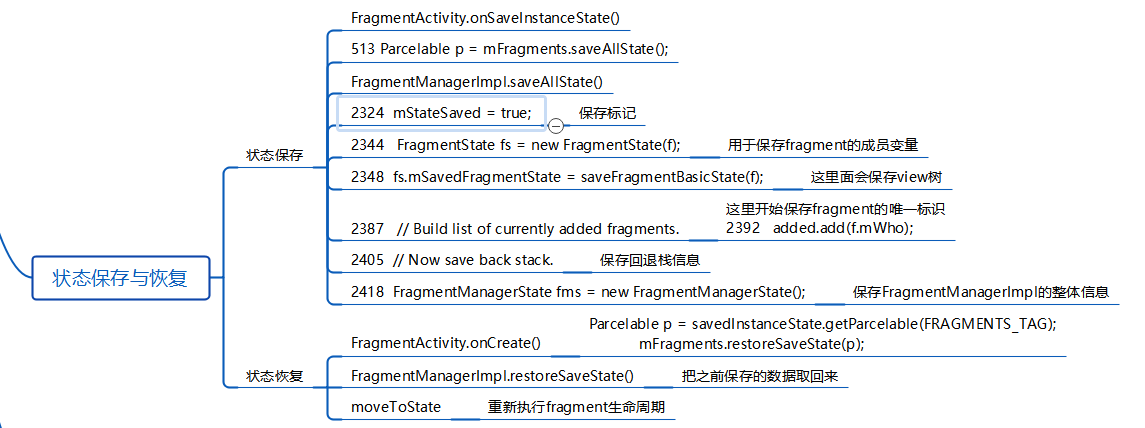 状态保存与恢复
状态保存
FragmentActivity.onSaveInstanceState()
513 Parcelable p = mFragments.saveAllState();
FragmentManagerImpl.saveAllState()
2324 mStateSaved = true; 保存标记
2344 FragmentState fs = new FragmentState(f); 用于保存fragment的成员变量
2348 fs.mSavedFragmentState = saveFragmentBasicState(f); 这里面会保存view树
2387 // Build list of currently added fragments.
这里开始保存fragment的唯一标识
2392 added.add(f.mWho);
2405 // Now save back stack. 保存回退栈信息
2418 FragmentManagerState fms = new FragmentManagerState(); 保存FragmentManagerImpl的整体信息
状态恢复
FragmentActivity.onCreate()
Parcelable p = savedInstanceState.getParcelable(FRAGMENTS_TAG);
mFragments.restoreSaveState(p);
FragmentManagerImpl.restoreSaveState() 把之前保存的数据取回来
moveToState 重新执行fragment生命周期